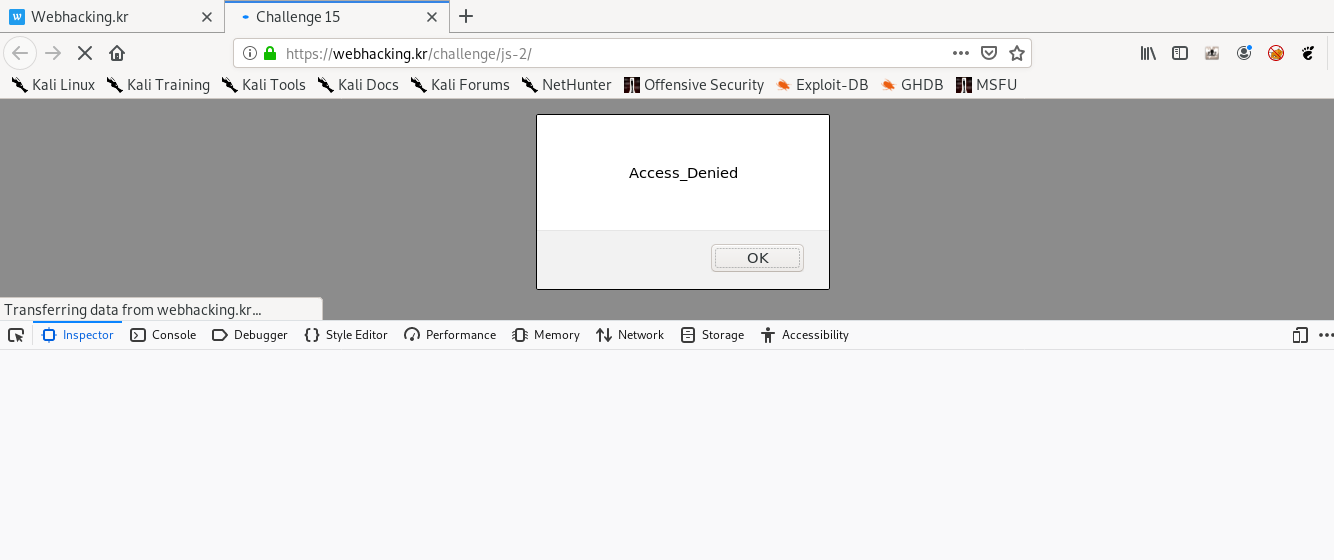 Webhacking.kr Challenge 15
https://webhacking.kr/challenge/js-2/
Kali Linux Kali Training Kali Tools Kali Docs Kali Forums NetHunter Offensive Security Exploit-DB GHDB MSFU
Access_Denied
OK
Transferring data from webhacking.kr...
Inspector Console Debugger Style Editor Performance Memory Network Storage Accessibility